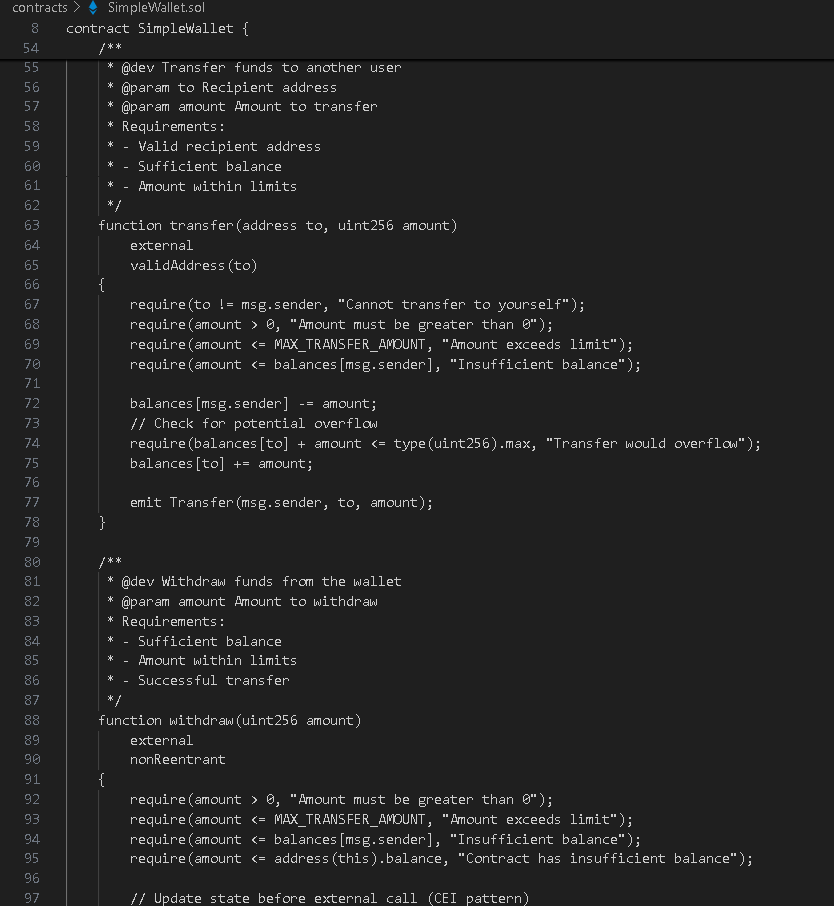 contracts > SimpleWallet.sol
8 contract SimpleWallet {
54 /**
55 * @dev Transfer funds to another user
56 * @param to Recipient address
57 * @param amount Amount to transfer
58 * Requirements:
59 * - Valid recipient address
60 * - Sufficient balance
61 * - Amount within limits
62 */
63 function transfer(address to, uint256 amount)
64 external
65 validAddress(to)
66 {
67 require(to != msg.sender, "Cannot transfer to yourself");
68 require(amount > 0, "Amount must be greater than 0");
69 require(amount <= MAX_TRANSFER_AMOUNT, "Amount exceeds limit");
70 require(amount <= balances[msg.sender], "Insufficient balance");
71
72 balances[msg.sender] -= amount;
73 // Check for potential overflow
74 require(balances[to] + amount <= type(uint256).max, "Transfer would overflow");
75 balances[to] += amount;
76
77 emit Transfer(msg.sender, to, amount);
78 }
79
80 /**
81 * @dev Withdraw funds from the wallet
82 * @param amount Amount to withdraw
83 * Requirements:
84 * - Sufficient balance
85 * - Amount within limits
86 * - Successful transfer
87 */
88 function withdraw(uint256 amount)
89 external
90 nonReentrant
91 {
92 require(amount > 0, "Amount must be greater than 0");
93 require(amount <= MAX_TRANSFER_AMOUNT, "Amount exceeds limit");
94 require(amount <= balances[msg.sender], "Insufficient balance");
95 require(amount <= address(this).balance, "Contract has insufficient balance");
96
97 // Update state before external call (CEI pattern)